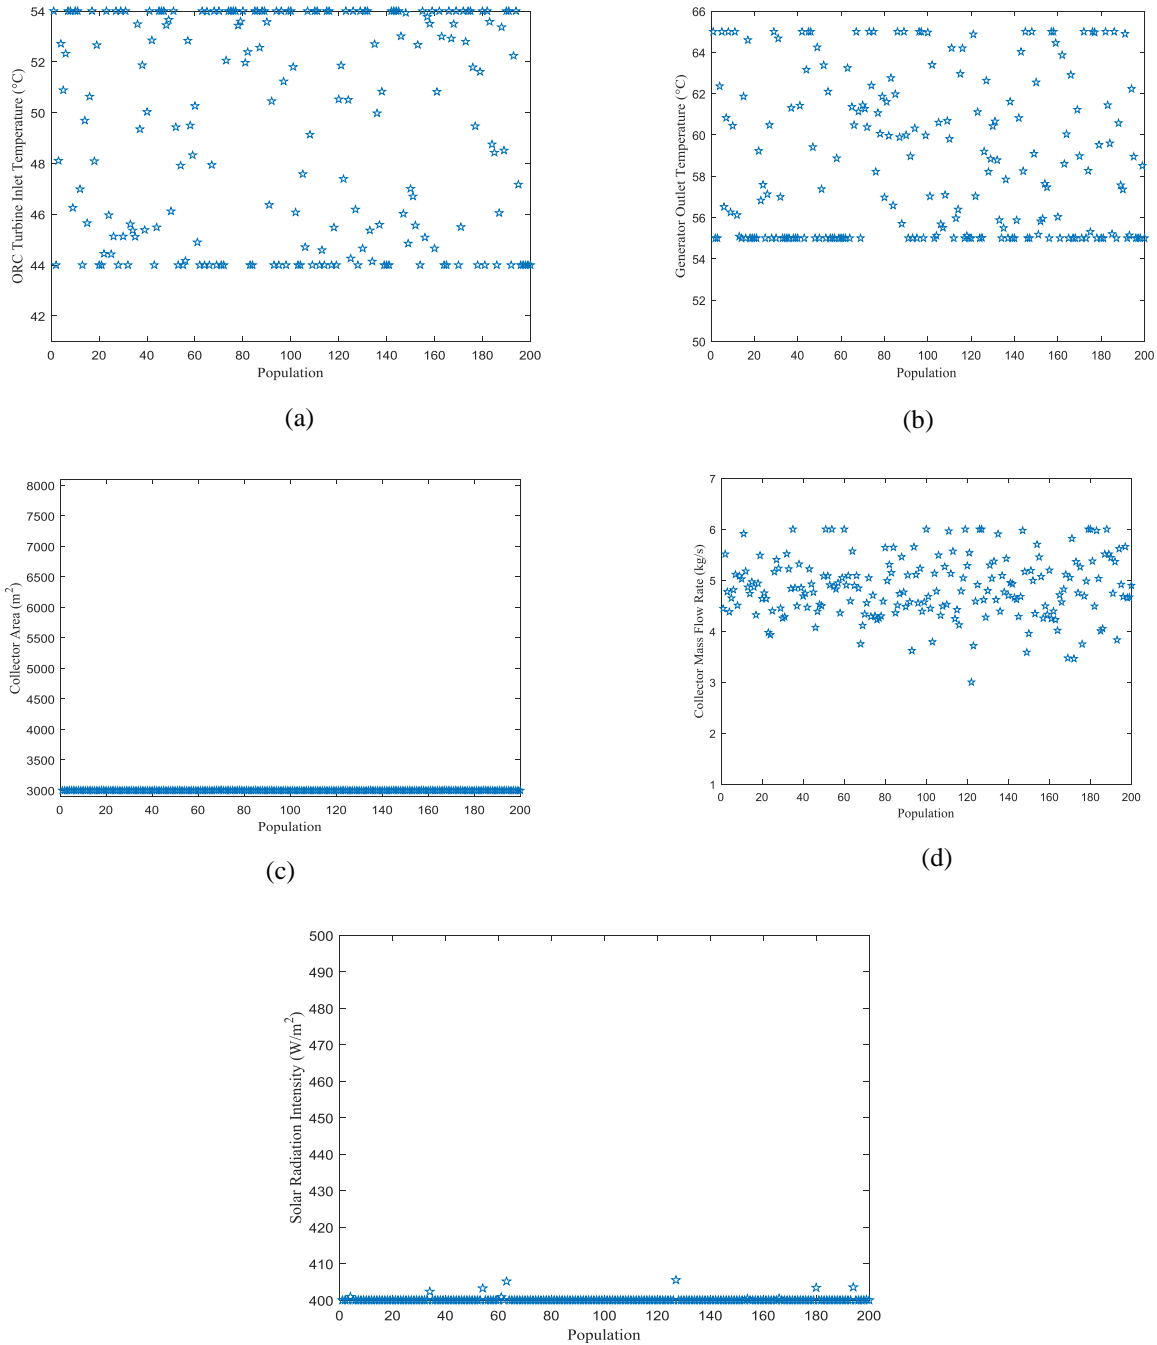 54
52
50
48
46
44
42
0 20 40 60 80 100 120 140 160 180 200
ORC Turbine Inlet Temperature (°C)
Population
(a)
66
64
62
60
58
56
54
52
50
0 20 40 60 80 100 120 140 160 180 200
Generator Outlet Temperature (°C)
Population
(b)
8000
7500
7000
6500
6000
5500
5000
4500
4000
3500
3000
0 20 40 60 80 100 120 140 160 180 200
Collector Area (m²)
Population
(c)
7
6
5
4
3
2
1
0 20 40 60 80 100 120 140 160 180 200
Collector Mass Flow Rate (kg/s)
Population
(d)
500
490
480
470
460
450
440
430
420
410
400
0 20 40 60 80 100 120 140 160 180 200
Solar Radiation Intensity (W/m²)
Population